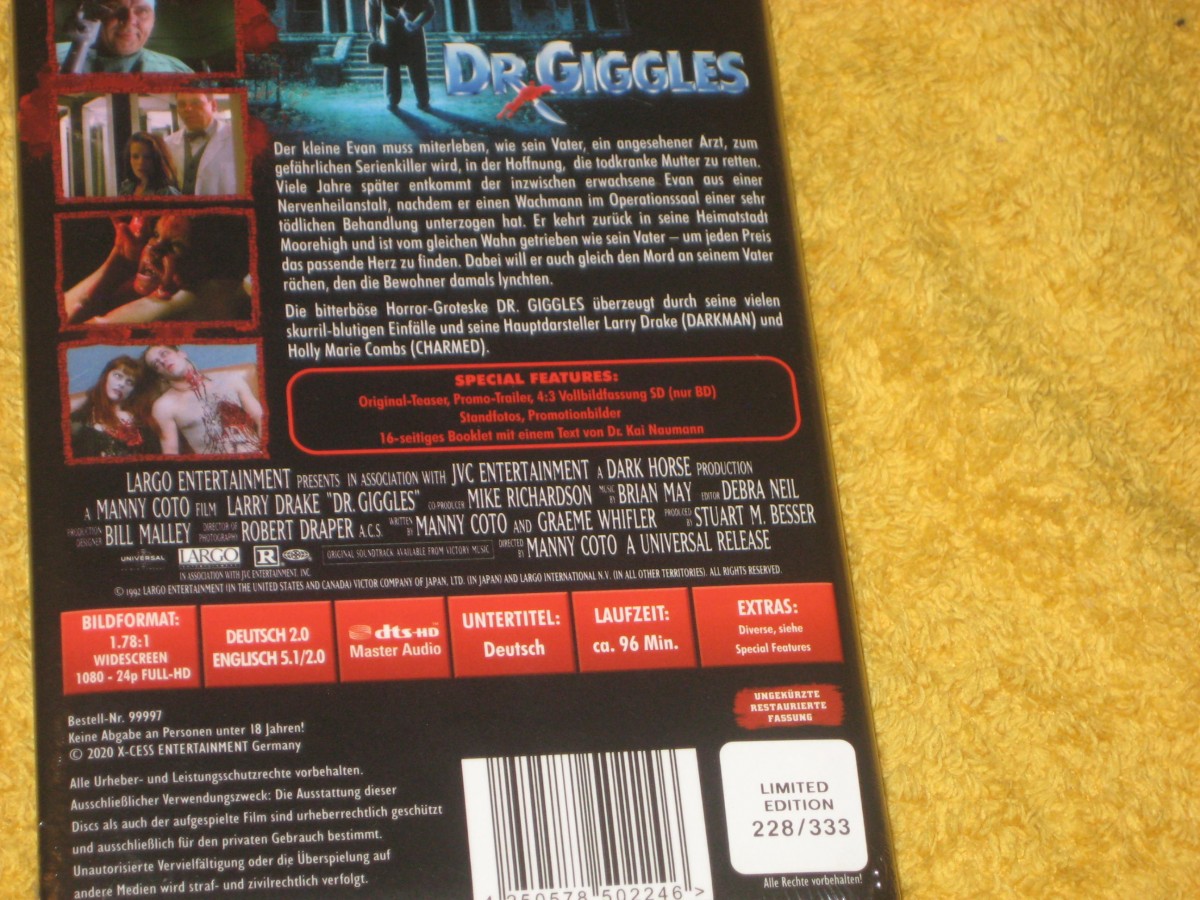 DR. GIGGLES
Der kleine Evan muss miterleben, wie sein Vater, ein angesehener Arzt, zum
gefährlichen Serienkiller wird, in der Hoffnung, die todkranke Mutter zu retten.
Viele Jahre später entkommt der inzwischen erwachsene Evan aus einer
Nervenheilanstalt, nachdem er einen Wachmann im Operationssaal einer sehr
tödlichen Behandlung unterzogen hat. Er kehrt zurück in seine Heimatstadt
Moorehigh und ist vom gleichen Wahn getrieben wie sein Vater – um jeden Preis
das passende Herz zu finden. Dabei will er auch gleich den Mord an seinem Vater
rächen, den die Bewohner damals lynchten.
Die bitterböse Horror-Groteske DR. GIGGLES überzeugt durch seine vielen
skurril-blutigen Einfälle und seine Hauptdarsteller Larry Drake (DARKMAN) und
Holly Marie Combs (CHARMED).
SPECIAL FEATURES:
Original-Teaser, Promo-Trailer, 4:3 Vollbildfassung SD (nur BD)
Standfotos, Promotionbilder
16-seitiges Booklet mit einem Text von Dr. Kai Naumann
LARGO ENTERTAINMENT PRESENTS IN ASSOCIATION WITH JVC ENTERTAINMENT A DARK HORSE PRODUCTION
A MANNY COTO FILM LARRY DRAKE "DR. GIGGLES" CO-PRODUCER MIKE RICHARDSON MUSIC BY BRIAN MAY EDITOR DEBRA NEIL
PRODUCTION DESIGNER BILL MALLEY DIRECTOR OF PHOTOGRAPHY ROBERT DRAPER A.C.S. WRITTEN BY MANNY COTO AND GRAEME WHIFLER PRODUCED BY STUART M. BESSER
UNIVERSAL LARGO R ORIGINAL SOUNDTRACK AVAILABLE FROM VICTORY MUSIC DIRECTED BY MANNY COTO A UNIVERSAL RELEASE
IN ASSOCIATION WITH JVC ENTERTAINMENT, INC.
© 1992 LARGO ENTERTAINMENT (IN THE UNITED STATES AND CANADA) VICTOR COMPANY OF JAPAN, LTD. (IN JAPAN) AND LARGO INTERNATIONAL N.V. (IN ALL OTHER TERRITORIES). ALL RIGHTS RESERVED.
BILDFORMAT:
1.78:1
WIDESCREEN
1080 - 24p FULL-HD
DEUTSCH 2.0
ENGLISCH 5.1/2.0
dts-HD
Master Audio
UNTERTITEL:
Deutsch
LAUFZEIT:
ca. 96 Min.
EXTRAS:
Diverse, siehe
Special Features
Bestell-Nr. 99997
Keine Abgabe an Personen unter 18 Jahren!
© 2020 X-CESS ENTERTAINMENT Germany
UNGEKÜRZTE
RESTAURIERTE
FASSUNG
Alle Urheber- und Leistungsschutzrechte vorbehalten.
Ausschließlicher Verwendungszweck: Die Ausstattung dieser
Discs als auch der aufgespielte Film sind urheberrechtlich geschützt
und ausschließlich für den privaten Gebrauch bestimmt.
Unautorisierte Vervielfältigung oder die Überspielung auf
andere Medien wird straf- und zivilrechtlich verfolgt.
4 250578 502246 >
LIMITED
EDITION
228/333
Alle Rechte vorbehalten!